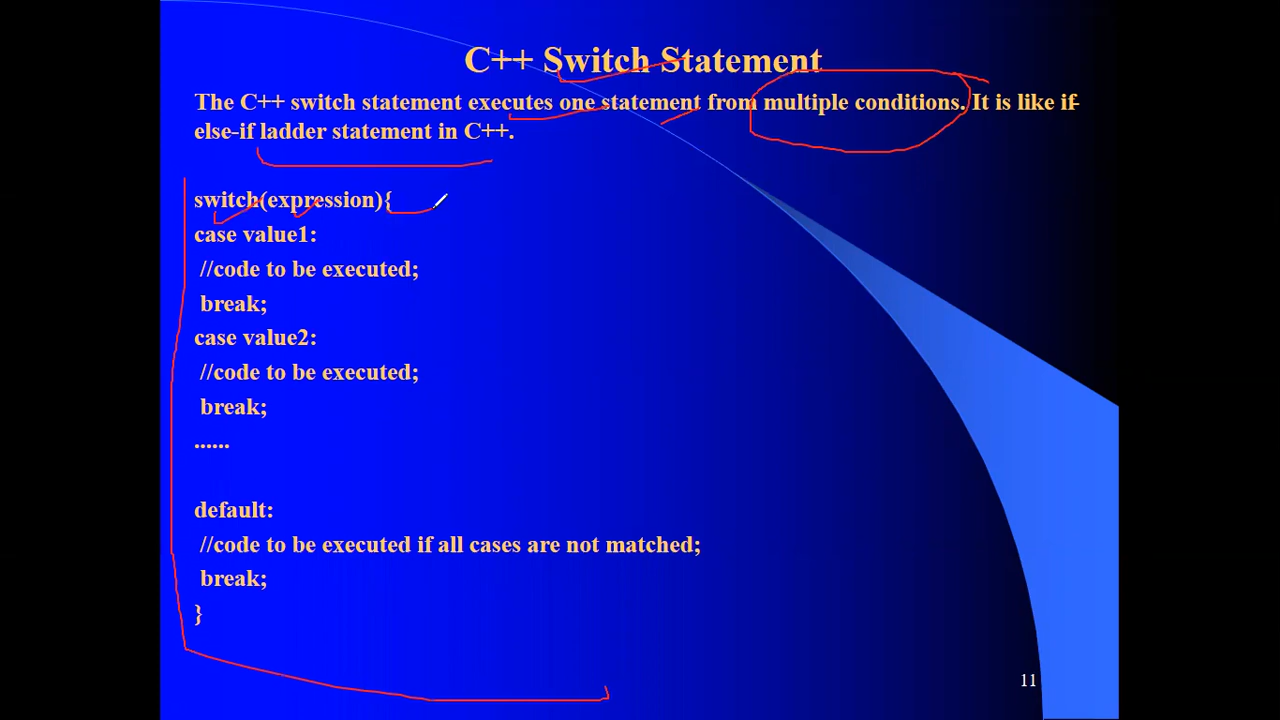 C++ Switch Statement
The C++ switch statement executes one statement from multiple conditions. It is like if-
else-if ladder statement in C++.
switch(expression){
case value1:
//code to be executed;
break;
case value2:
//code to be executed;
break;
......
default:
//code to be executed if all cases are not matched;
break;
}
11